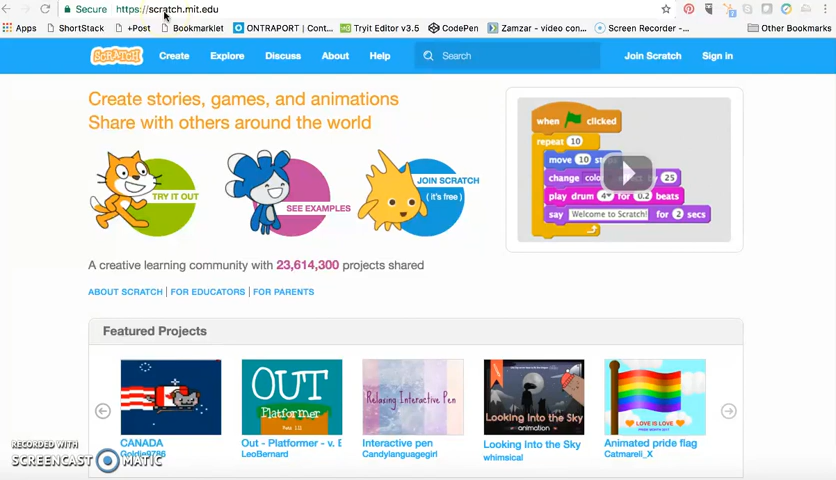 Secure https://scratch.mit.edu
Apps ShortStack +Post Bookmarklet ONTRAPORT | Cont... Tryit Editor v3.5 CodePen Zamzar - video con... Screen Recorder -... Other Bookmarks
SCRATCH Create Explore Discuss About Help Search Join Scratch Sign in
Create stories, games, and animations
Share with others around the world
TRY IT OUT
SEE EXAMPLES
JOIN SCRATCH
( it's free )
when clicked
repeat 10
move 10
change by 25
play drum 4 for 0.2 beats
say Welcome to Scratch! for 2 secs
A creative learning community with 23,614,300 projects shared
ABOUT SCRATCH | FOR EDUCATORS | FOR PARENTS
Featured Projects
OUT
Platformer
Relaxing Interactive Pen
Looking Into the Sky
animation
LOVE IS LOVE
CANADA
Goldie9786
Out - Platformer - v. E
LeoBernard
Interactive pen
Candylanguagegirl
Looking Into the Sky
whimsical
Animated pride flag
Catmareli_X
RECORDED WITH
SCREENCAST MATIC